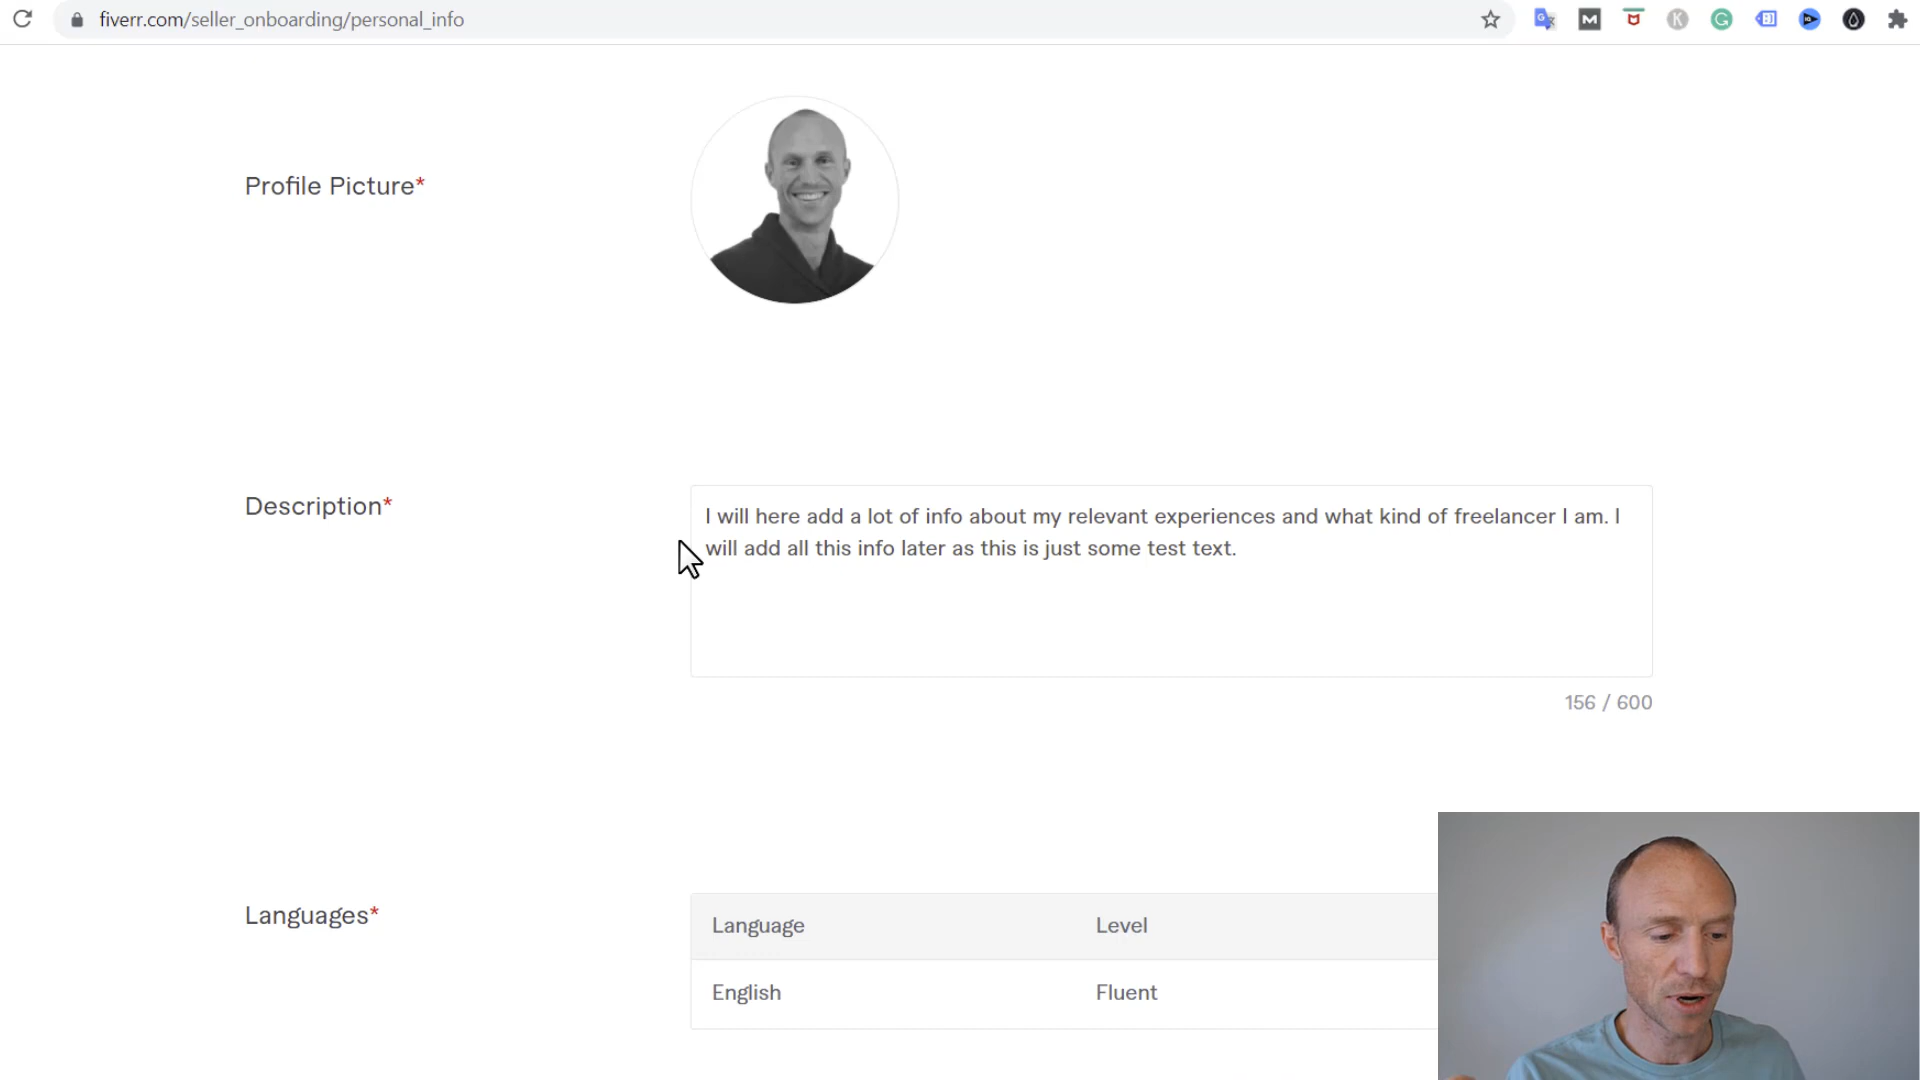 fiverr.com/seller_onboarding/personal_info
Profile Picture*
Description*
I will here add a lot of info about my relevant experiences and what kind of freelancer I am. I
will add all this info later as this is just some test text.
156 / 600
Languages*
Language Level
English Fluent